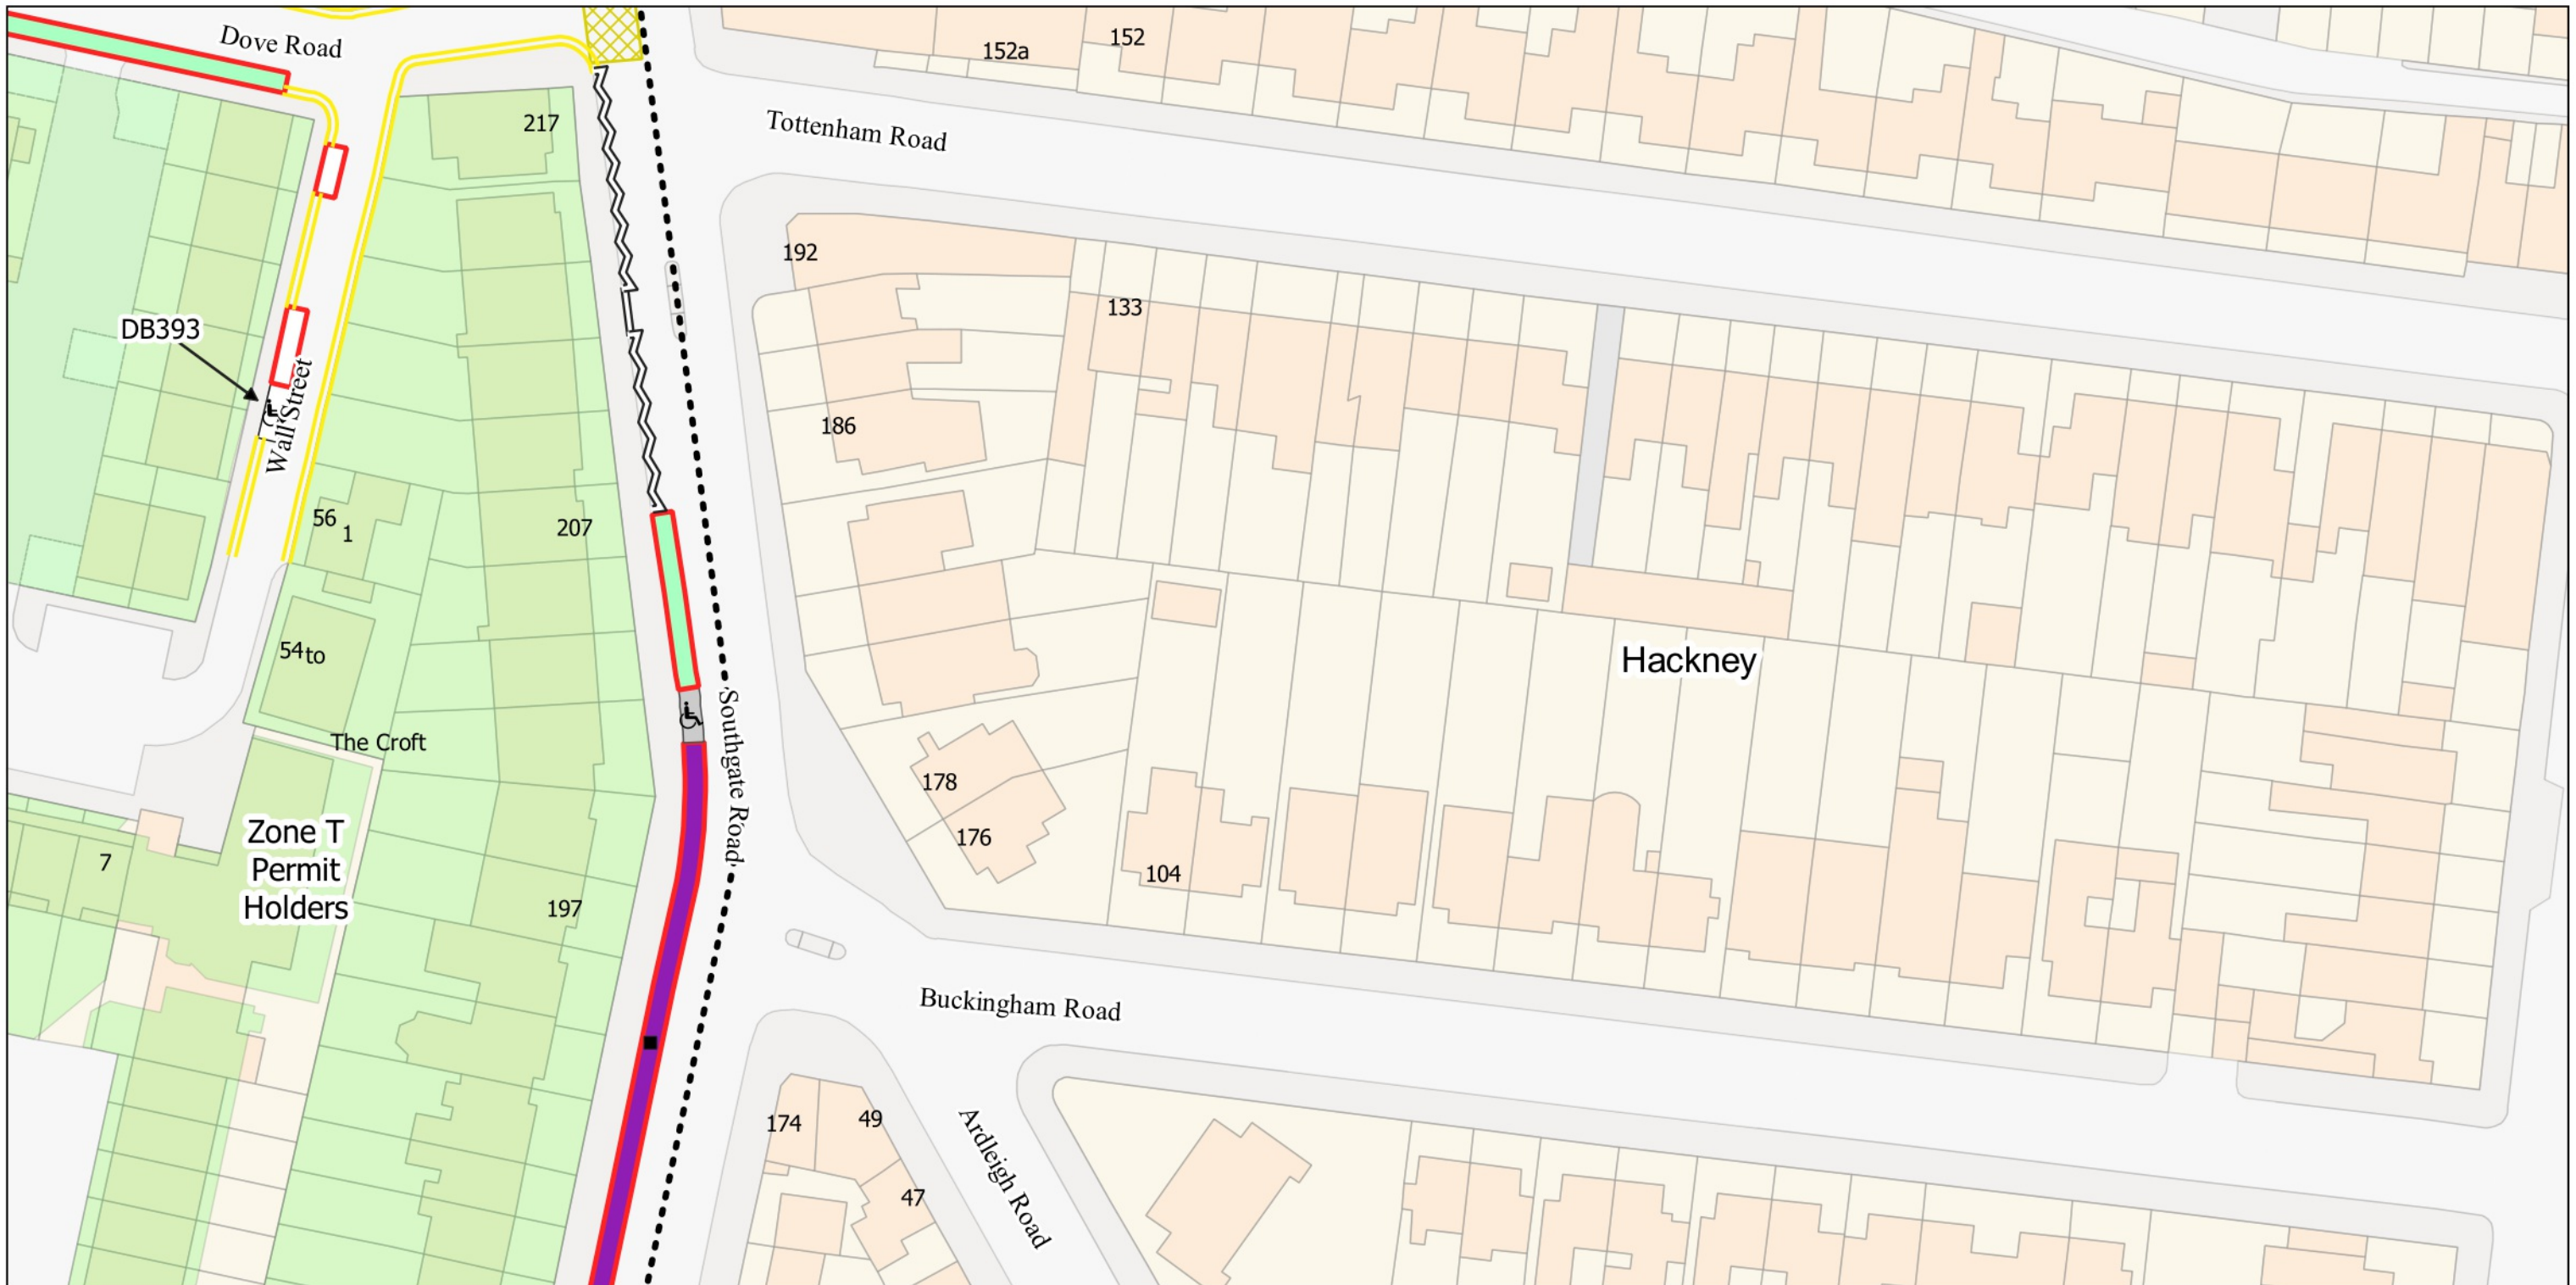 Dove Road
152a
152
217
Tottenham Road
192
133
DB393
Wall Street
186
56
1
207
54to
Hackney
Southgate Road
The Croft
178
Zone T
Permit
Holders
176
7
104
197
Buckingham Road
174
49
Ardleigh Road
47